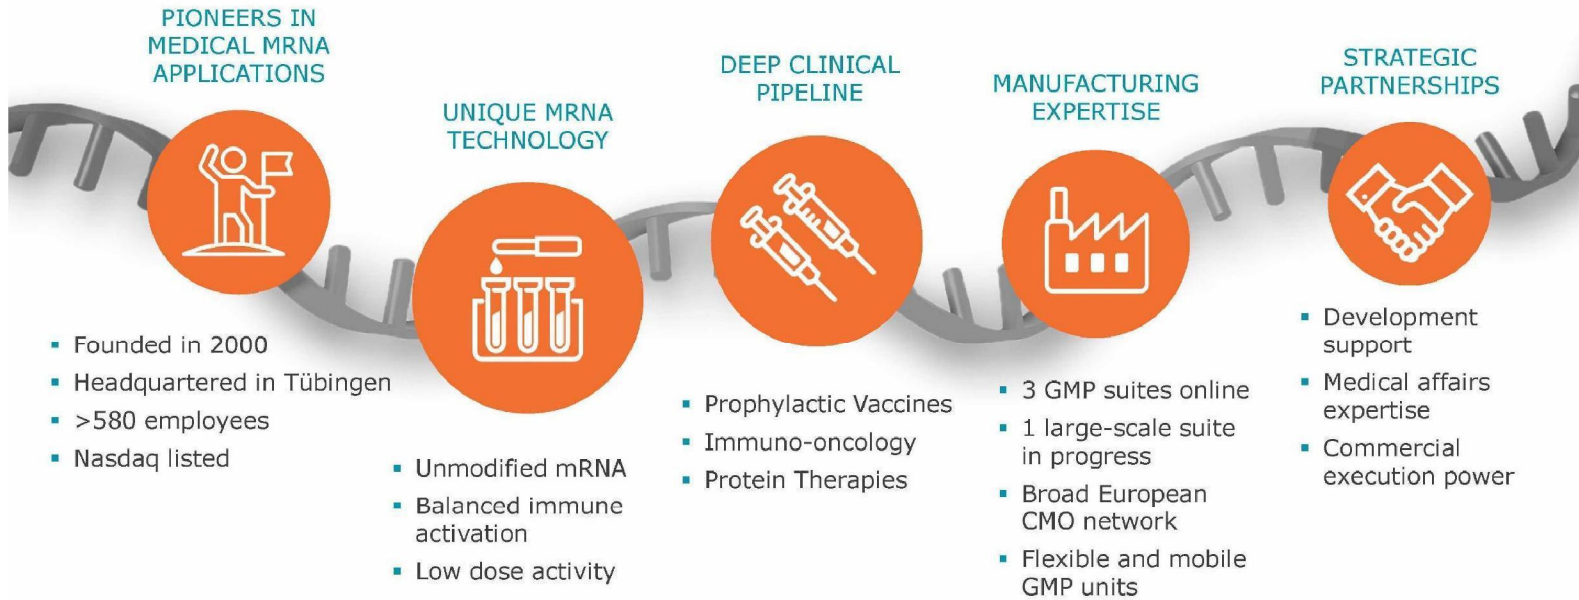 PIONEERS IN
MEDICAL MRNA
APPLICATIONS
▪ Founded in 2000
▪ Headquartered in Tübingen
▪ >580 employees
▪ Nasdaq listed
UNIQUE MRNA
TECHNOLOGY
▪ Unmodified mRNA
▪ Balanced immune
activation
▪ Low dose activity
DEEP CLINICAL
PIPELINE
▪ Prophylactic Vaccines
▪ Immuno-oncology
▪ Protein Therapies
MANUFACTURING
EXPERTISE
▪ 3 GMP suites online
▪ 1 large-scale suite
in progress
▪ Broad European
CMO network
▪ Flexible and mobile
GMP units
STRATEGIC
PARTNERSHIPS
▪ Development
support
▪ Medical affairs
expertise
▪ Commercial
execution power